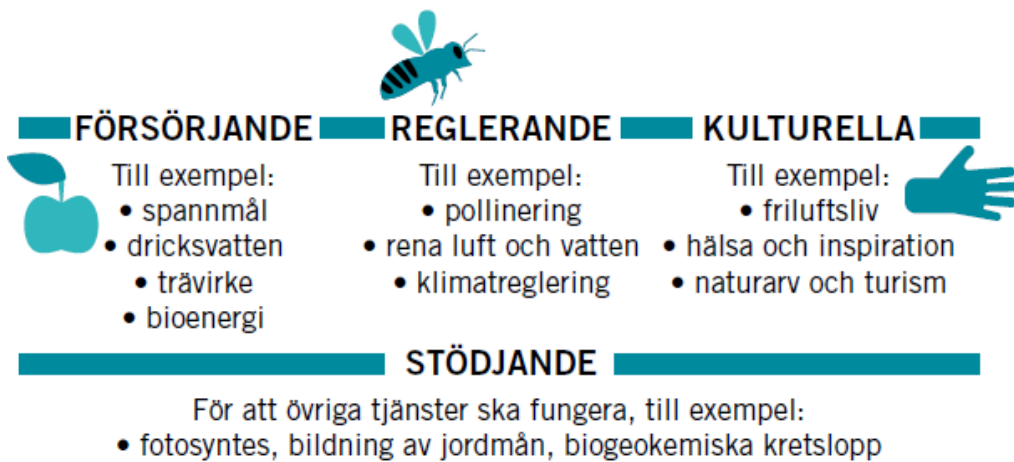 FÖRSÖRJANDE
Till exempel:
• spannmål
• dricksvatten
• trävirke
• bioenergi
REGLERANDE
Till exempel:
• pollinering
• rena luft och vatten
• klimatreglering
KULTURELLA
Till exempel:
• friluftsliv
• hälsa och inspiration
• naturarv och turism
STÖDJANDE
För att övriga tjänster ska fungera, till exempel:
• fotosyntes, bildning av jordmån, biogeokemiska kretslopp